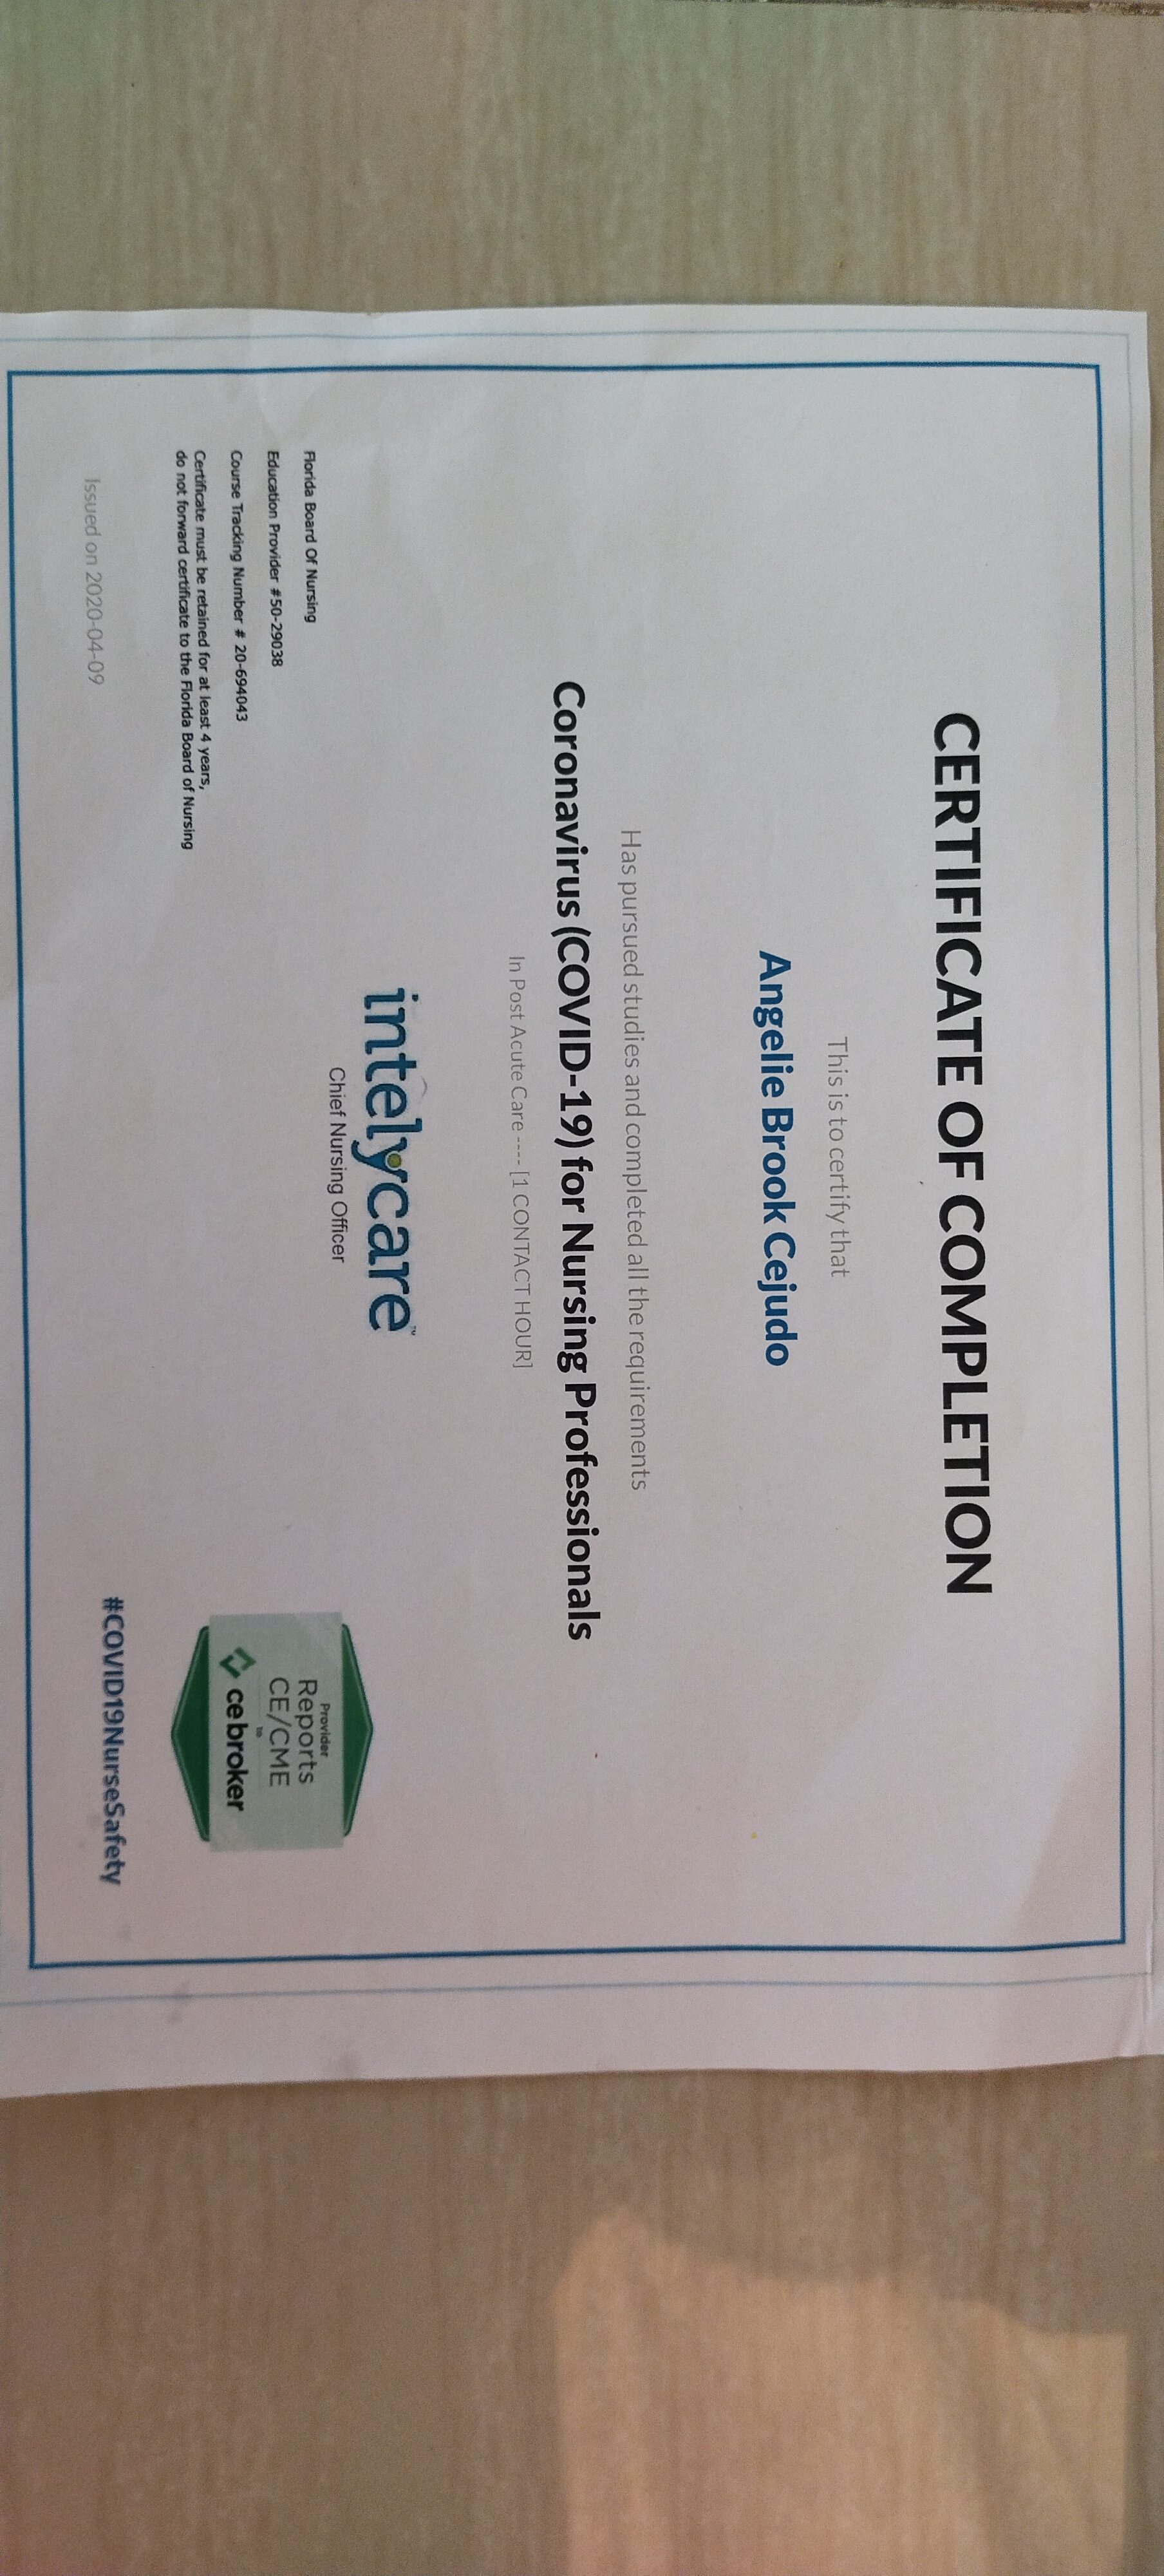 CERTIFICATE OF COMPLETION
This is to certify that
Angelie Brook Cejudo
Has pursued studies and completed all the requirements
Coronavirus (COVID-19) for Nursing Professionals
In Post Acute Care ---- [1 CONTACT HOUR]
intelycare™
Chief Nursing Officer
Florida Board Of Nursing
Education Provider #50-29038
Course Tracking Number # 20-694043
Certificate must be retained for at least 4 years,
do not forward certificate to the Florida Board of Nursing
Issued on 2020-04-09
Provider
Reports
CE/CME
to
ce broker
#COVID19NurseSafety